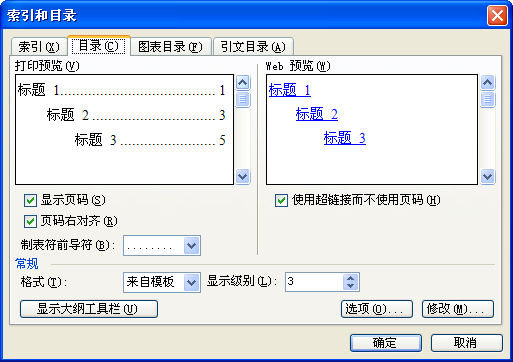 索引和目录
索引(X) 目录(C) 图表目录(F) 引文目录(A)
打印预览(V) Web 预览(W)
标题 1........................................1
标题 2................................3
标题 3........................5
标题 1
标题 2
标题 3
显示页码(S)
页码右对齐(R)
使用超链接而不使用页码(H)
制表符前导符(B): ........
常规
格式(T): 来自模板 显示级别(L): 3
显示大纲工具栏(U) 选项(O)... 修改(M)...
确定 取消